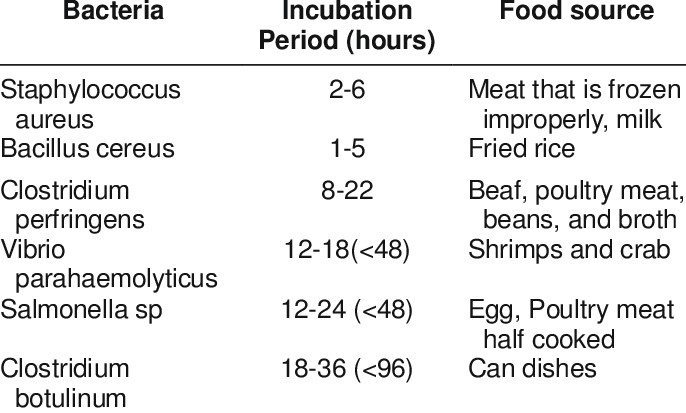 Bacteria Incubation Food source
Period (hours)
Staphylococcus 2-6 Meat that is frozen
aureus improperly, milk
Bacillus cereus 1-5 Fried rice
Clostridium 8-22 Beaf, poultry meat,
perfringens beans, and broth
Vibrio 12-18(<48) Shrimps and crab
parahaemolyticus
Salmonella sp 12-24 (<48) Egg, Poultry meat
half cooked
Clostridium 18-36 (<96) Can dishes
botulinum